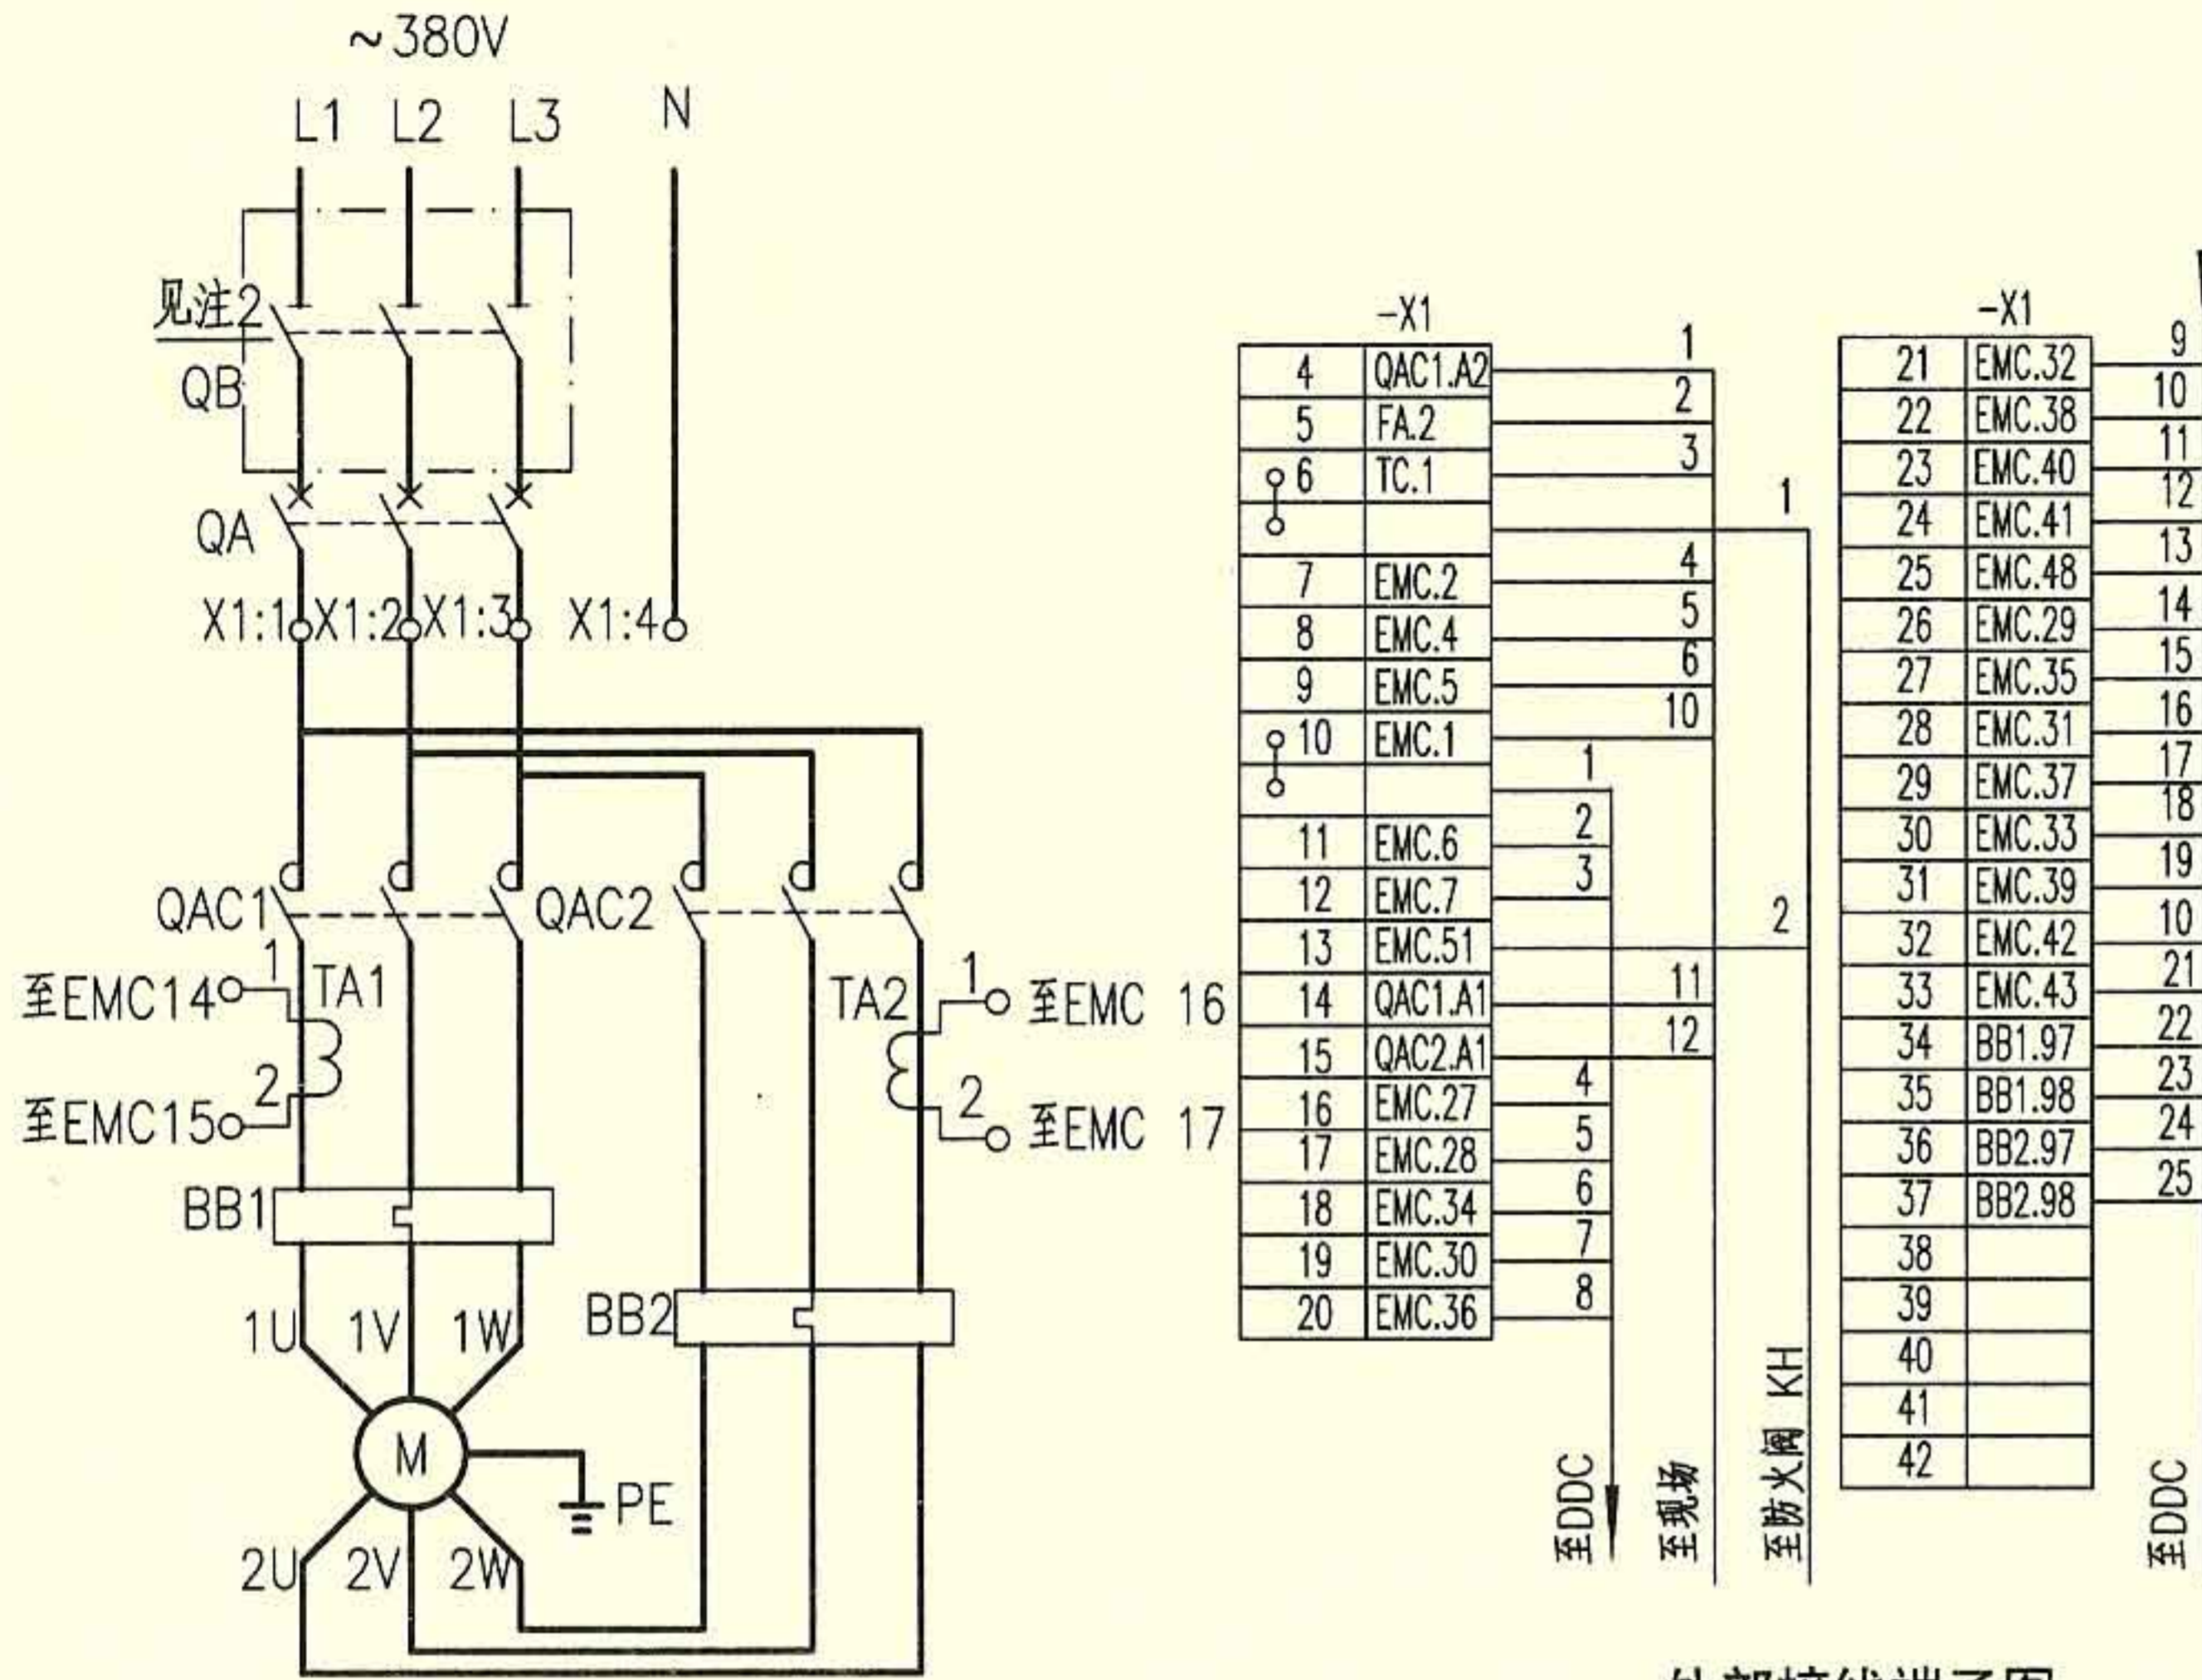 ~380V
L1 L2 L3 N
见注2
QB
QA
X1:1 X1:2 X1:3 X1:4
QAC1 QAC2
1 TA1
至EMC14
2
至EMC15
TA2 1 至EMC 16
2 至EMC 17
BB1
BB2
1U 1V 1W
M
PE
2U 2V 2W
-X1
4 QAC1.A2 1
5 FA.2 2
6 TC.1 3
1
7 EMC.2 4
8 EMC.4 5
9 EMC.5 6
10 EMC.1 10
1
11 EMC.6 2
12 EMC.7 3
13 EMC.51 2
14 QAC1.A1 11
15 QAC2.A1 12
16 EMC.27 4
17 EMC.28 5
18 EMC.34 6
19 EMC.30 7
20 EMC.36 8
至DDC
至现场
至防火阀 KH
-X1
21 EMC.32 9
22 EMC.38 10
23 EMC.40 11
24 EMC.41 12
25 EMC.48 13
26 EMC.29 14
27 EMC.35 15
28 EMC.31 16
29 EMC.37 17
30 EMC.33 18
31 EMC.39 19
32 EMC.42 10
33 EMC.43 21
34 BB1.97 22
35 BB1.98 23
36 BB2.97 24
37 BB2.98 25
38
39
40
41
42
至DDC
外部接线端子图